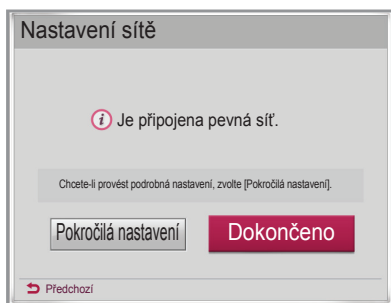 Nastavení sítě
Je připojena pevná síť.
Chcete-li provést podrobná nastavení, zvolte [Pokročilá nastavení].
Pokročilá nastavení
Dokončeno
Předchozí